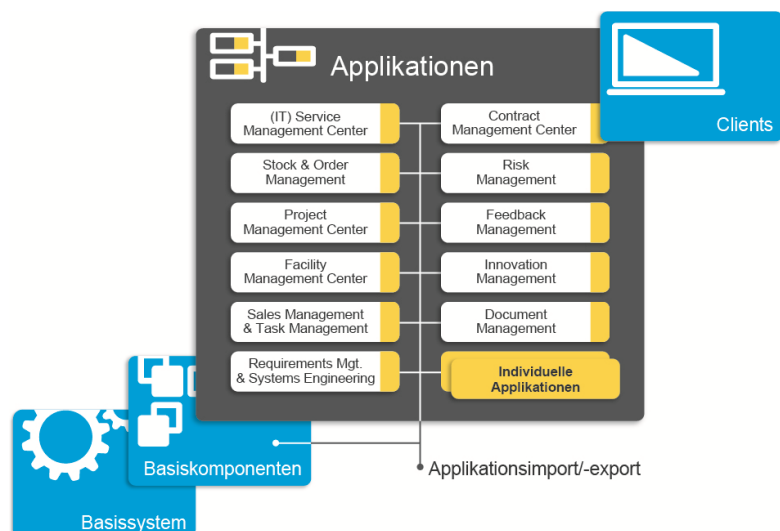 Applikationen
Clients
(IT) Service
Management Center
Contract
Management Center
Stock & Order
Management
Risk
Management
Project
Management Center
Feedback
Management
Facility
Management Center
Innovation
Management
Sales Management
& Task Management
Document
Management
Requirements Mgt.
& Systems Engineering
Individuelle
Applikationen
Basiskomponenten
Applikationsimport/-export
Basissystem